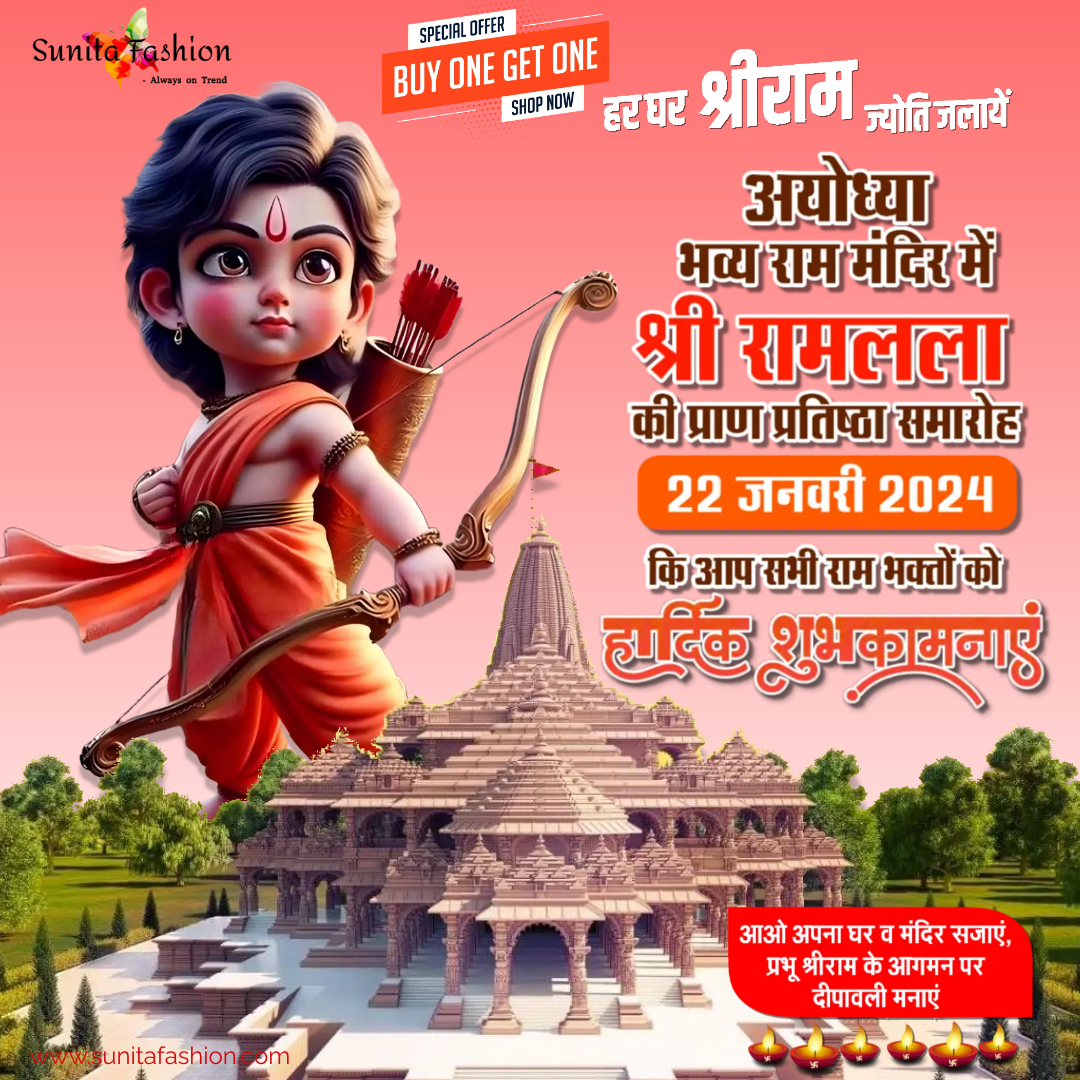 Sunita Fashion
- Always on Trend
SPECIAL OFFER
BUY ONE GET ONE
SHOP NOW
हर घर श्रीराम ज्योति जलायें
अयोध्या
भव्य राम मंदिर में
श्री रामलला
की प्राण प्रतिष्ठा समारोह
22 जनवरी 2024
कि आप सभी राम भक्तों को
हार्दिक शुभकामनाएं
आओ अपना घर व मंदिर सजाएं,
प्रभू श्रीराम के आगमन पर
दीपावली मनाएं
www.sunitafashion.com